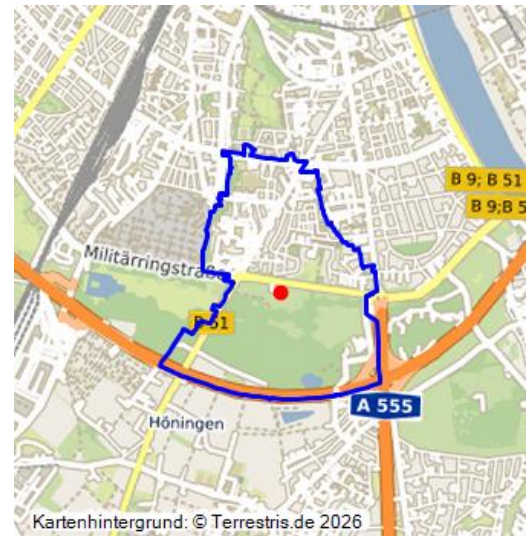 B 9; B 51
B 9;B 5
Militärringstraße
B 51
A 555
Höningen
Kartenhintergrund: © Terrestris.de 2026